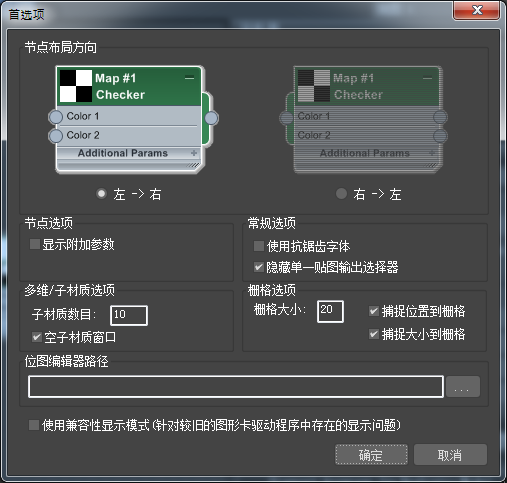 首选项
节点布局方向
Map #1
Checker
Color 1
Color 2
Additional Params
Map #1
Checker
Color 1
Color 2
Additional Params
左 -> 右
右 -> 左
节点选项
显示附加参数
常规选项
使用抗锯齿字体
隐藏单一贴图输出选择器
多维/子材质选项
子材质数目: 10
空子材质窗口
栅格选项
栅格大小: 20
捕捉位置到栅格
捕捉大小到栅格
位图编辑器路径
...
使用兼容性显示模式(针对较旧的图形卡驱动程序中存在的显示问题)
确定
取消